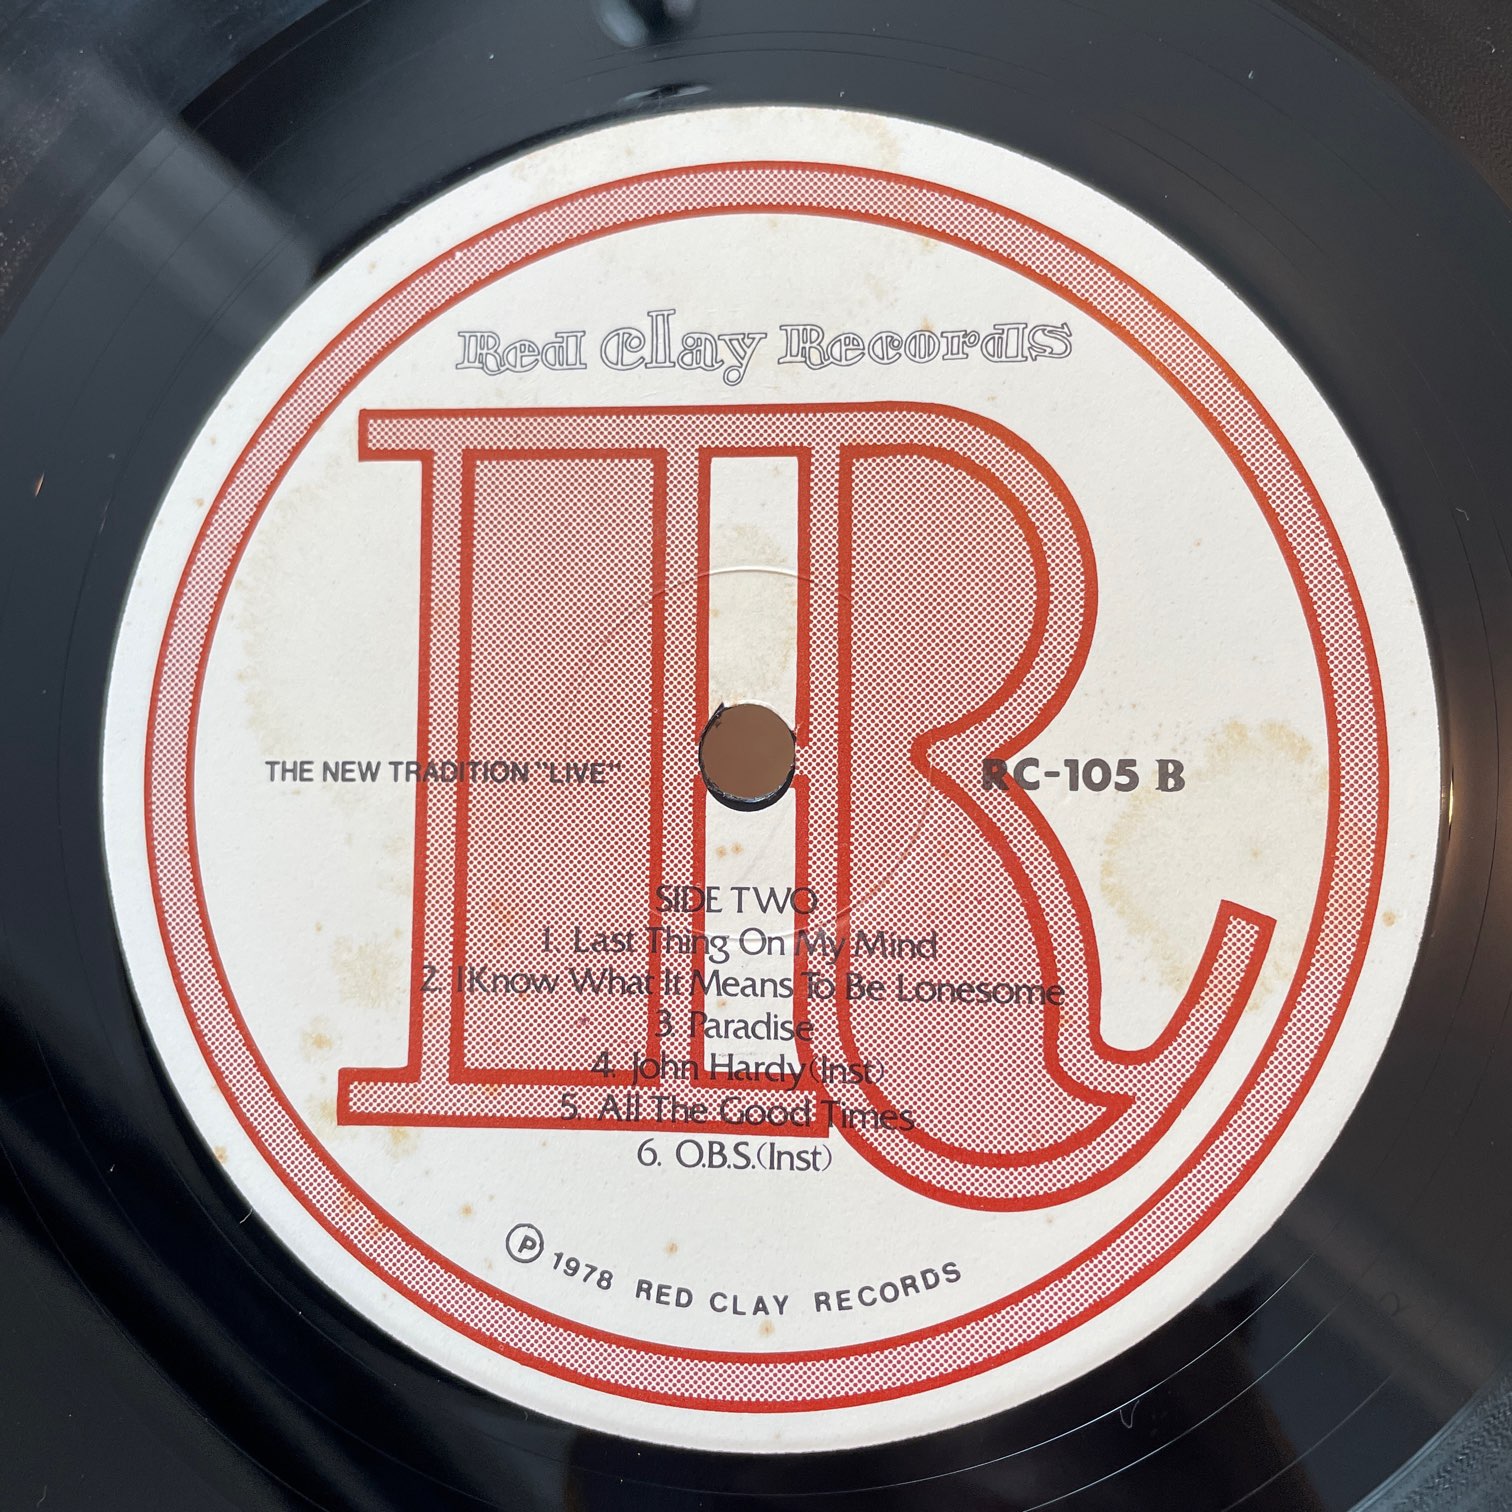 Red Clay Records
THE NEW TRADITION "LIVE"
RC-105 B
SIDE TWO
1. Last Thing On My Mind
2. I Know What It Means To Be Lonesome
3. Paradise
4. John Hardy (Inst)
5. All The Good Times
6. O.B.S. (Inst)
Ⓟ 1978 RED CLAY RECORDS